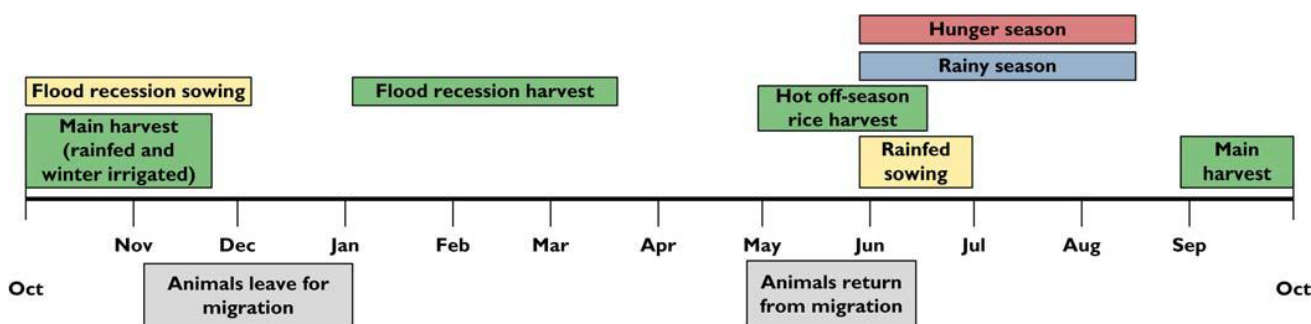 Hunger season
Rainy season
Flood recession sowing
Flood recession harvest
Hot off-season
rice harvest
Main harvest
(rainfed and
winter irrigated)
Rainfed
sowing
Main
harvest
Nov Dec Jan Feb Mar Apr May Jun Jul Aug Sep
Oct Oct
Animals leave for
migration
Animals return
from migration